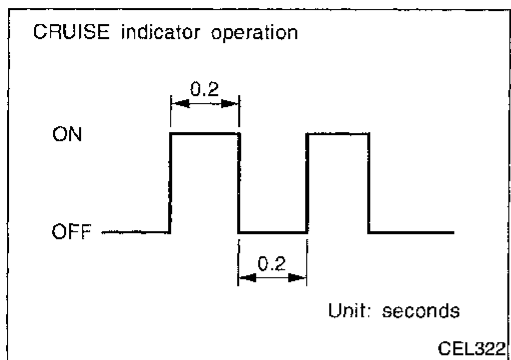 CRUISE indicator operation
0.2
ON
OFF
0.2
Unit: seconds
CEL322